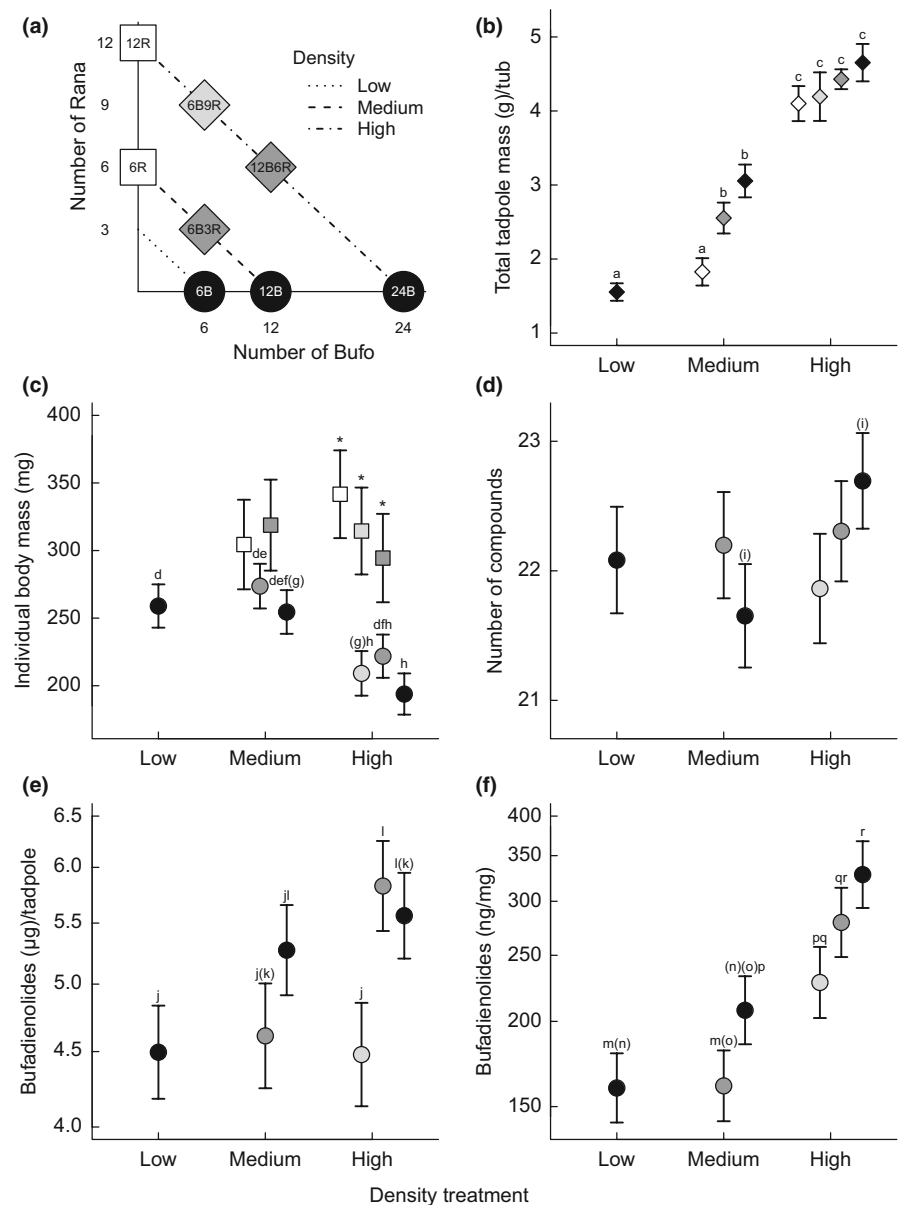 (a)
Number of Rana
12
9
6
3
12R
6B9R
6R
12B6R
6B3R
6B
12B
24B
6
12
24
Number of Bufo
Density
Low
Medium
High
(b)
Total tadpole mass (g)/tub
5
4
3
2
1
a
a
b
b
c
c
c
c
Low
Medium
High
(c)
Individual body mass (mg)
400
350
300
250
200
d
de
def(g)
*
*
*
(g)h
dfh
h
Low
Medium
High
(d)
Number of compounds
23
22
21
(i)
(i)
Low
Medium
High
(e)
Bufadienolides (µg)/tadpole
6.5
6.0
5.5
5.0
4.5
4.0
j
j(k)
jl
j
l
l(k)
Low
Medium
High
(f)
Bufadienolides (ng/mg)
400
350
300
230
200
150
m(n)
m(o)
(n)(o)p
pq
qr
r
Low
Medium
High
Density treatment